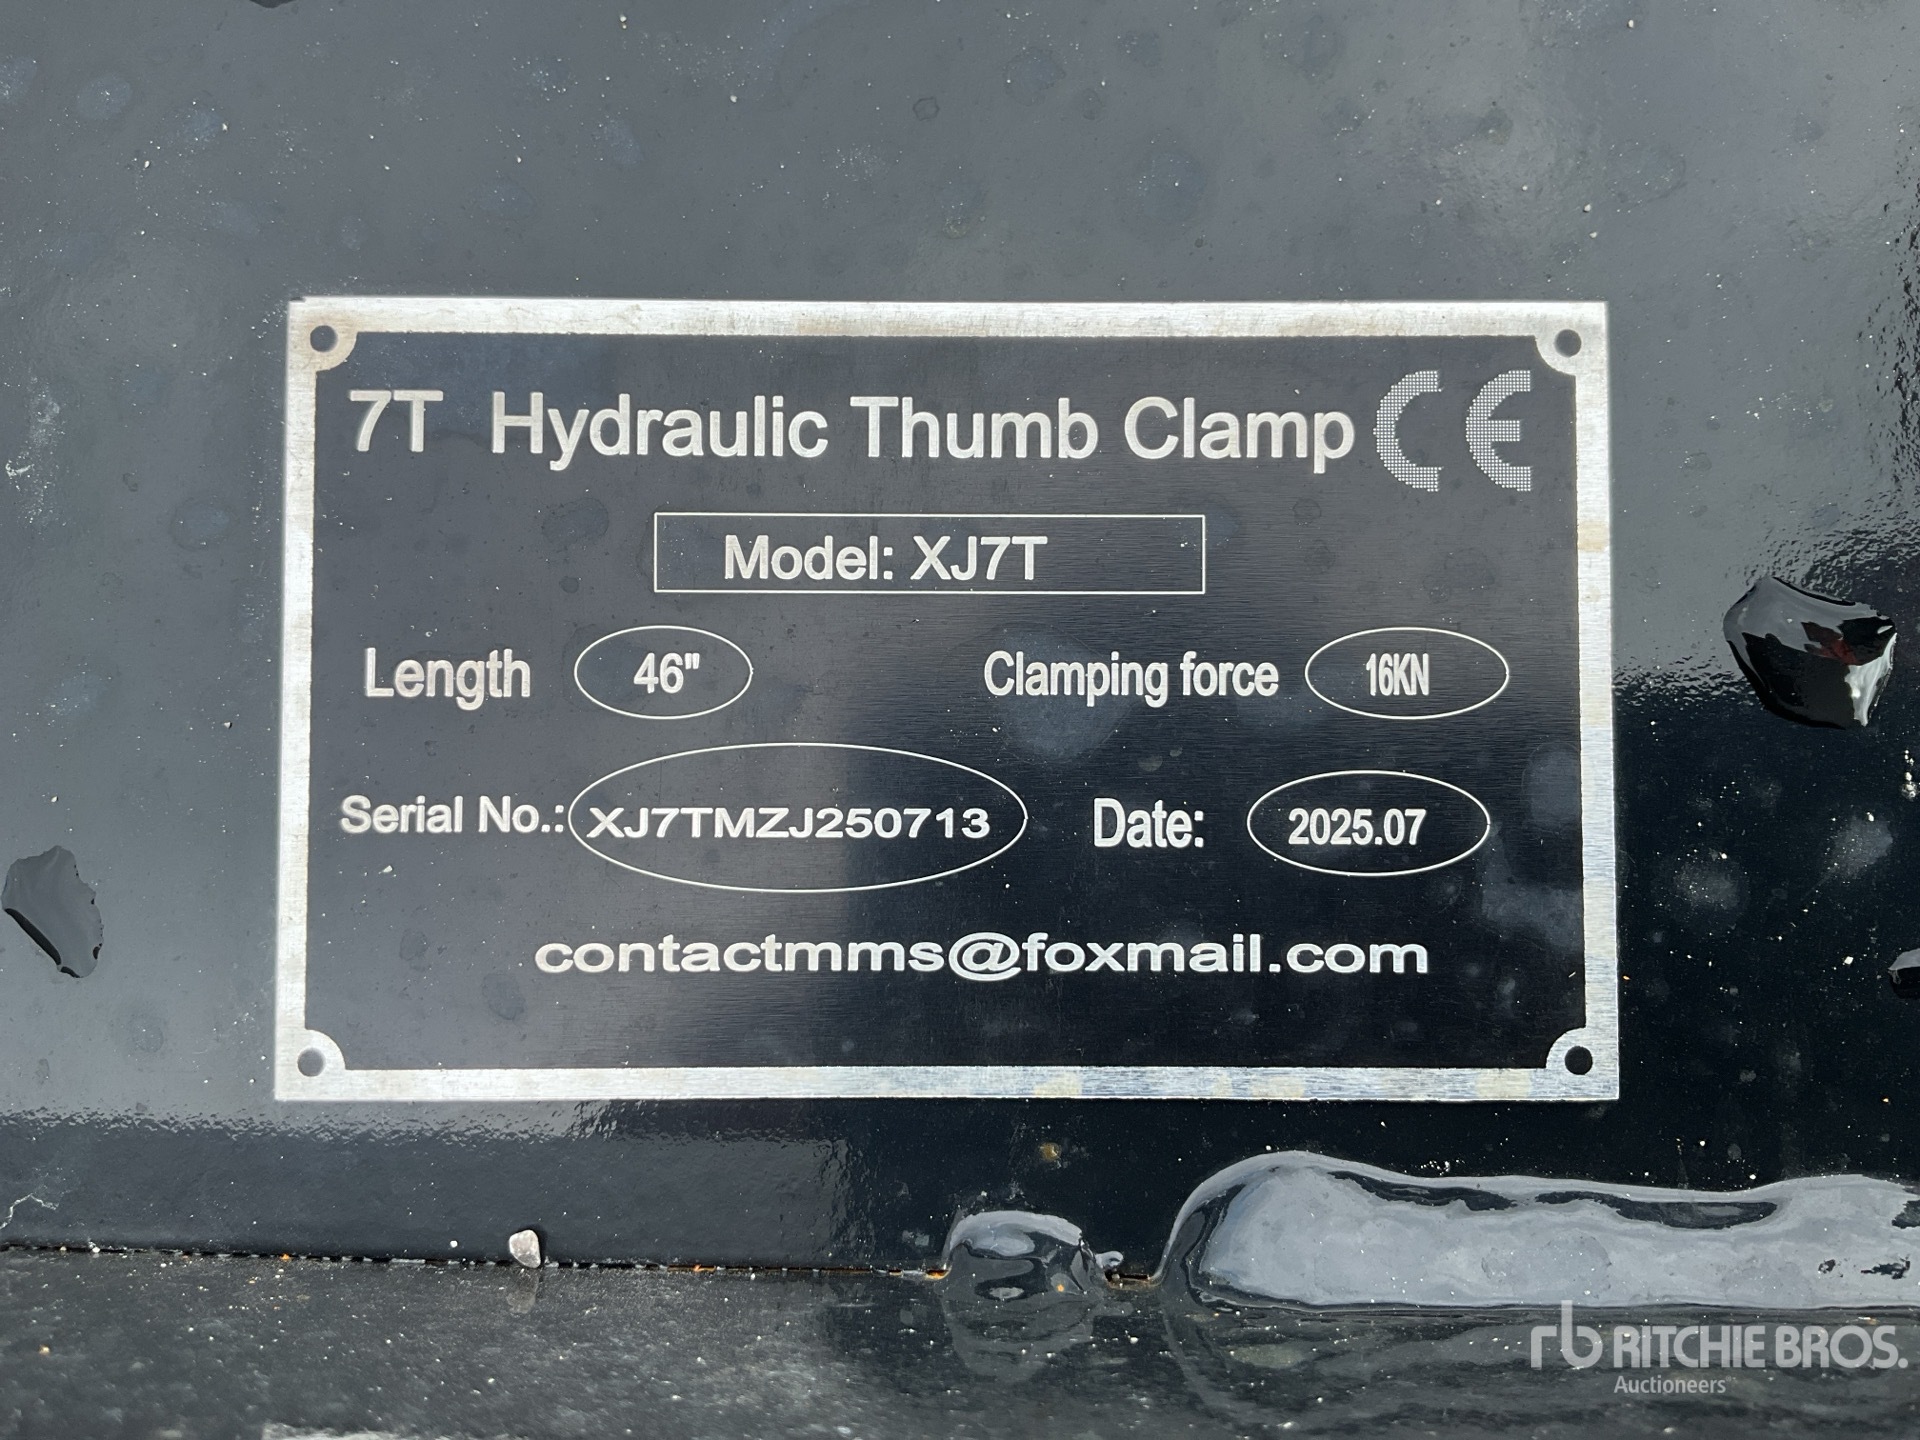 7T Hydraulic Thumb Clamp CE
Model: XJ7T
Length 46" Clamping force 16KN
Serial No.: XJ7TMZJ250713 Date: 2025.07
contactmms@foxmail.com
rb RITCHIE BROS.
Auctioneers